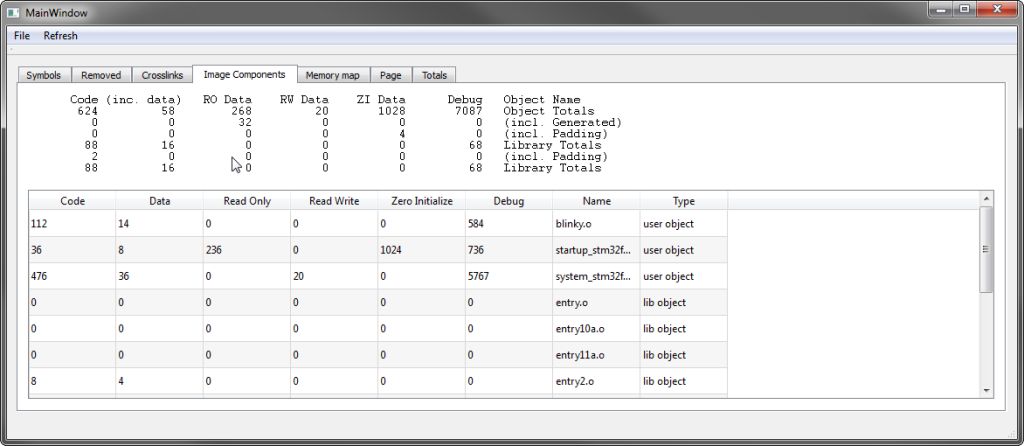 MainWindow
File Refresh
Symbols Removed Crosslinks Image Components Memory map Page Totals
Code (inc. data) RO Data RW Data ZI Data Debug Object Name
624 58 268 20 1028 7087 Object Totals
0 0 32 0 0 0 (incl. Generated)
0 0 0 0 4 0 (incl. Padding)
88 16 0 0 0 68 Library Totals
2 0 0 0 0 0 (incl. Padding)
88 16 0 0 0 68 Library Totals
Code Data Read Only Read Write Zero Initialize Debug Name Type
112 14 0 0 0 584 blinky.o user object
36 8 236 0 1024 736 startup_stm32f... user object
476 36 0 20 0 5767 system_stm32f... user object
0 0 0 0 0 0 entry.o lib object
0 0 0 0 0 0 entry10a.o lib object
0 0 0 0 0 0 entry11a.o lib object
8 4 0 0 0 0 entry2.o lib object